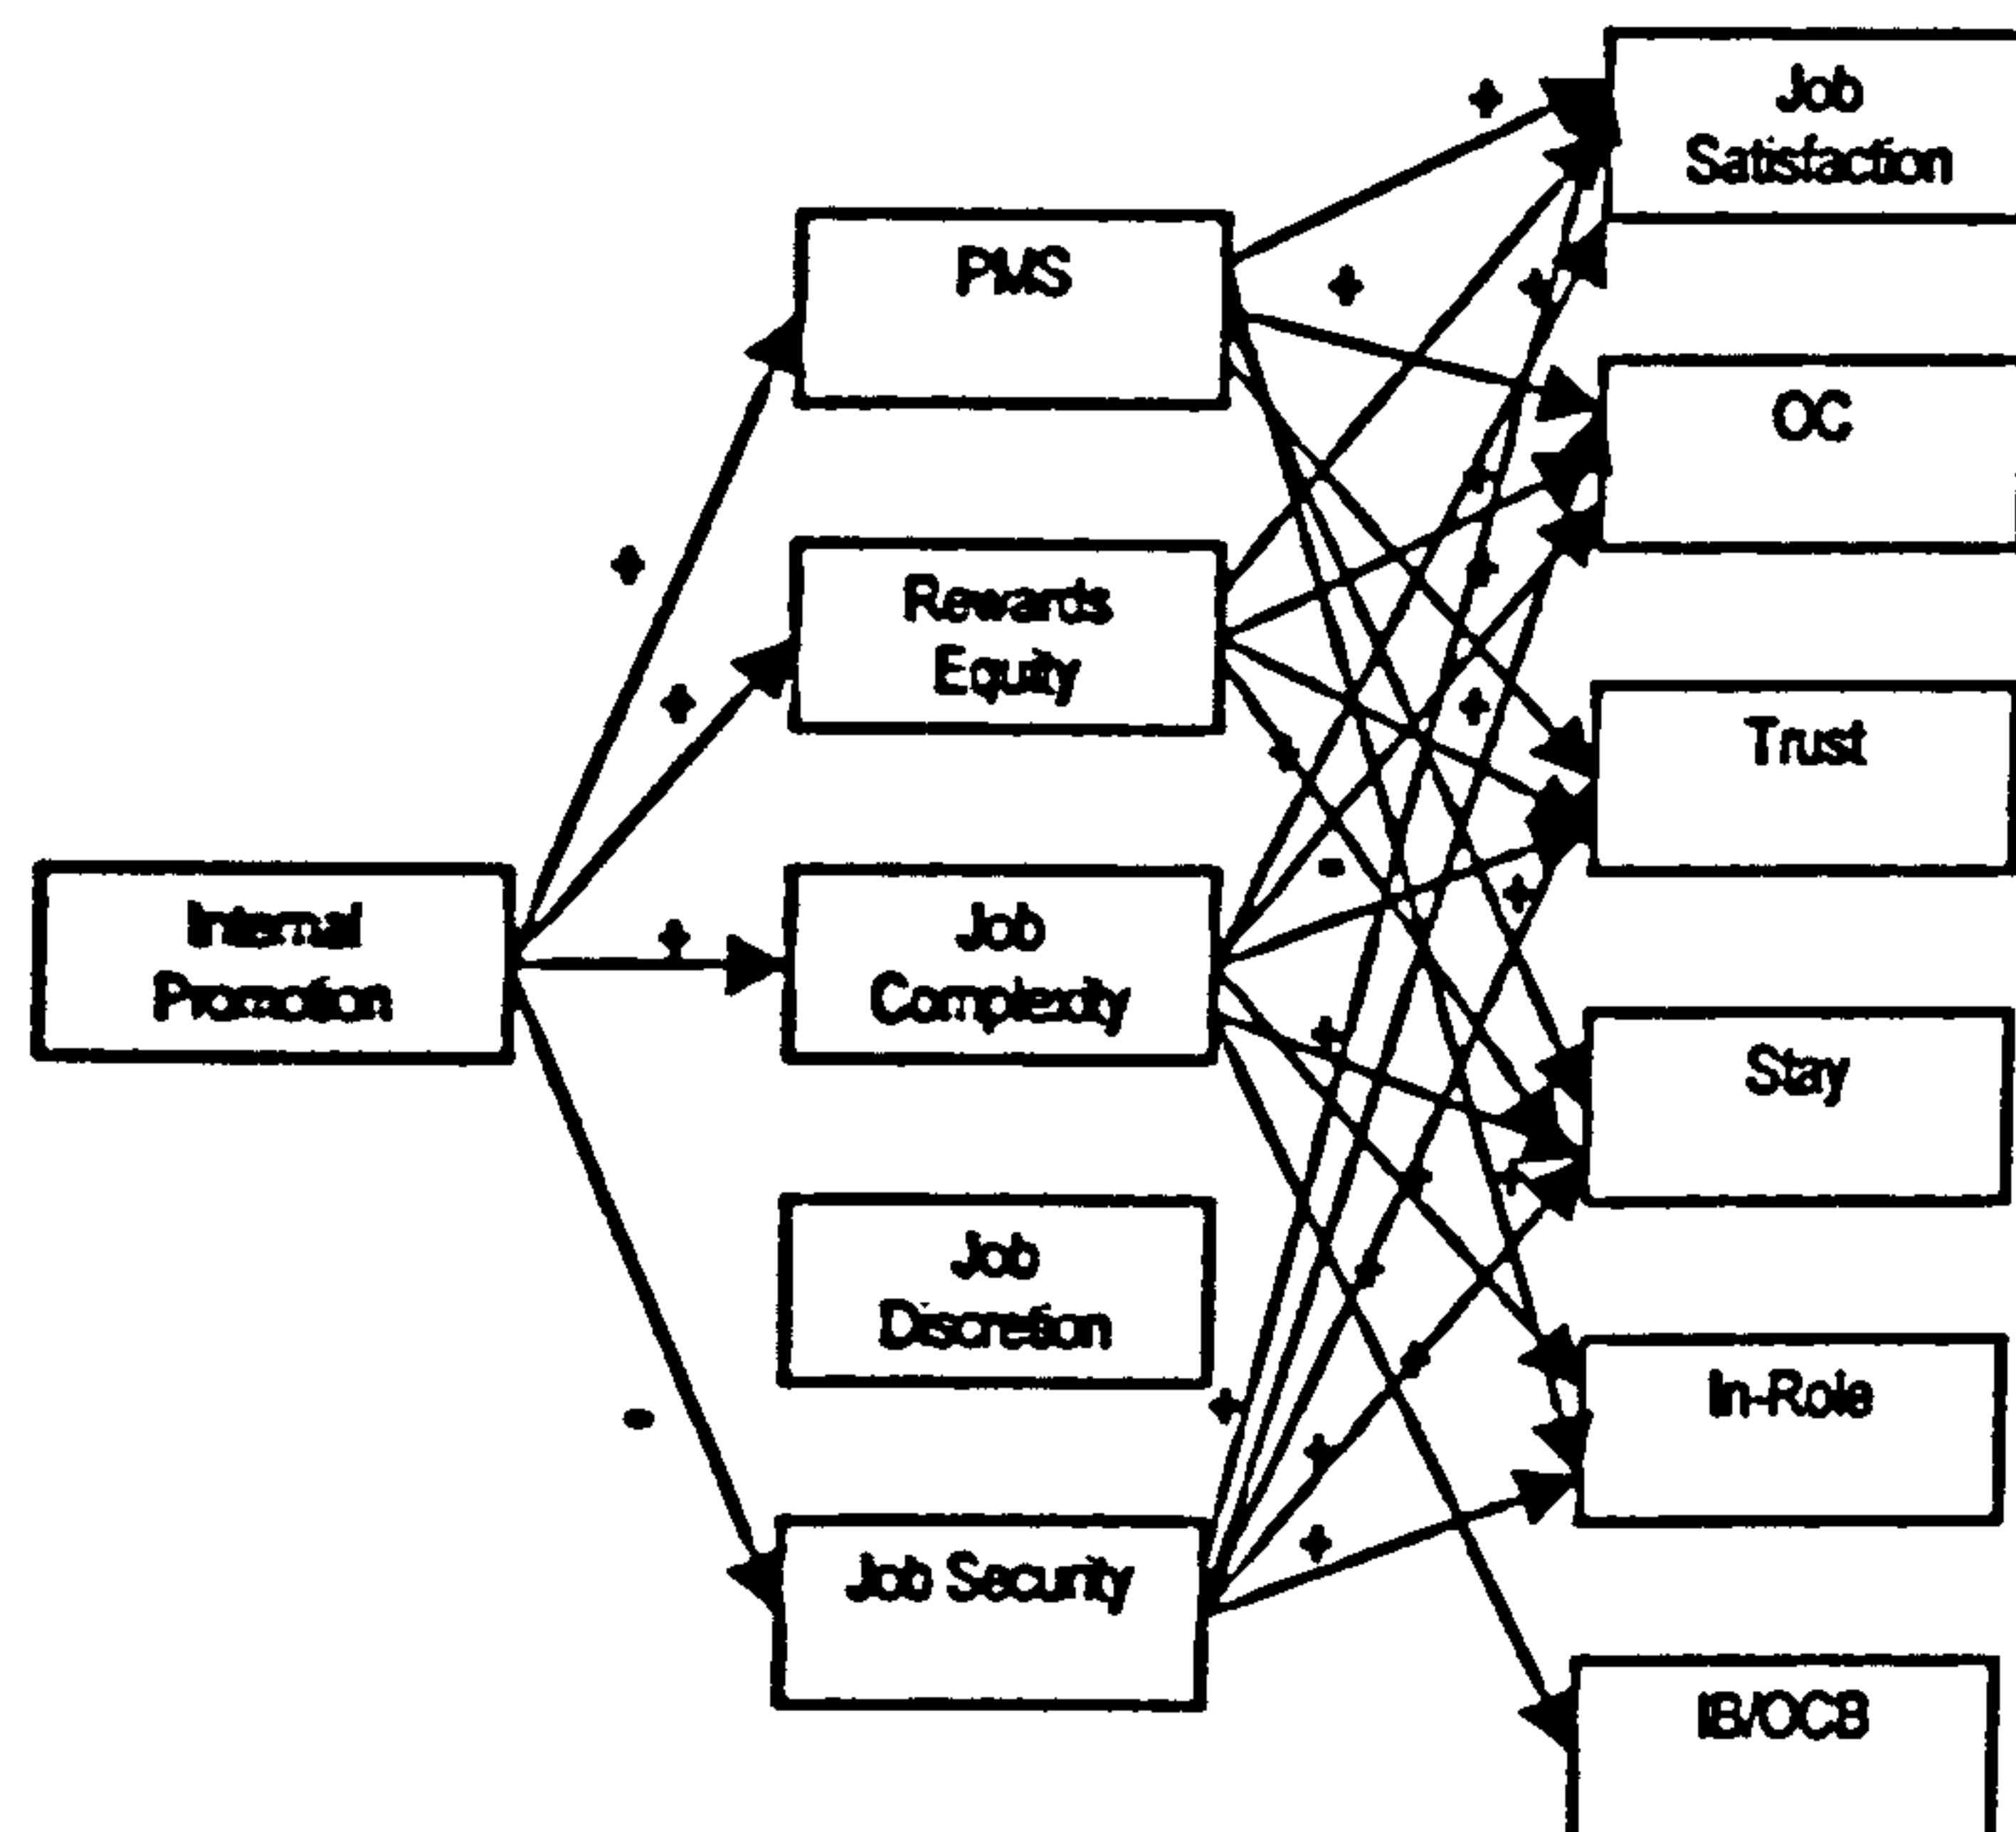 Job
Satisfaction
PMS
OC
Rewards
Equity
Trust
Internal
Promotion
Job
Complexity
Stay
Job
Discretion
In-Role
Job Security
IB/OCB
+
+
+
+
+
-
-
+
+
+
+
+